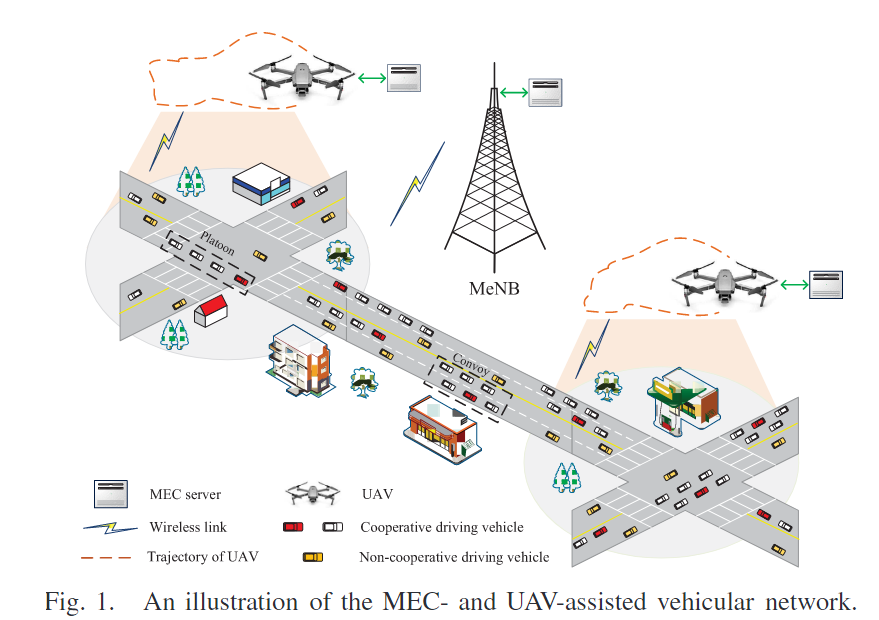 Platoon
MeNB
Convoy
MEC server
UAV
Wireless link
Cooperative driving vehicle
Trajectory of UAV
Non-cooperative driving vehicle
Fig. 1. An illustration of the MEC- and UAV-assisted vehicular network.